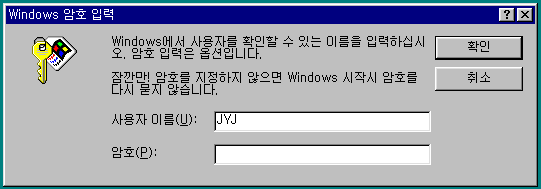 Windows 암호 입력
Windows에서 사용자를 확인할 수 있는 이름을 입력하십시
오. 암호 입력은 옵션입니다.
확인
잠깐만! 암호를 지정하지 않으면 Windows 시작시 암호를
다시 묻지 않습니다.
취소
사용자 이름(U):
JYJ
암호(P):